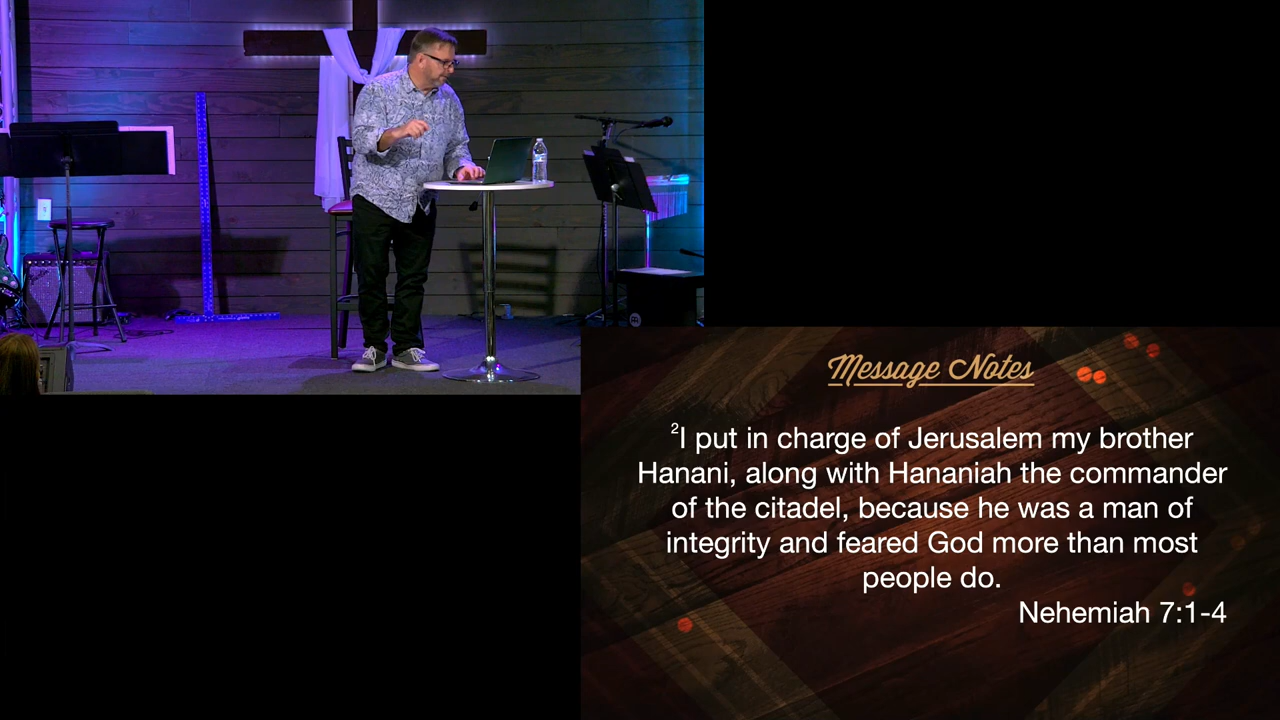 Message Notes
²I put in charge of Jerusalem my brother
Hanani, along with Hananiah the commander
of the citadel, because he was a man of
integrity and feared God more than most
people do.
Nehemiah 7:1-4